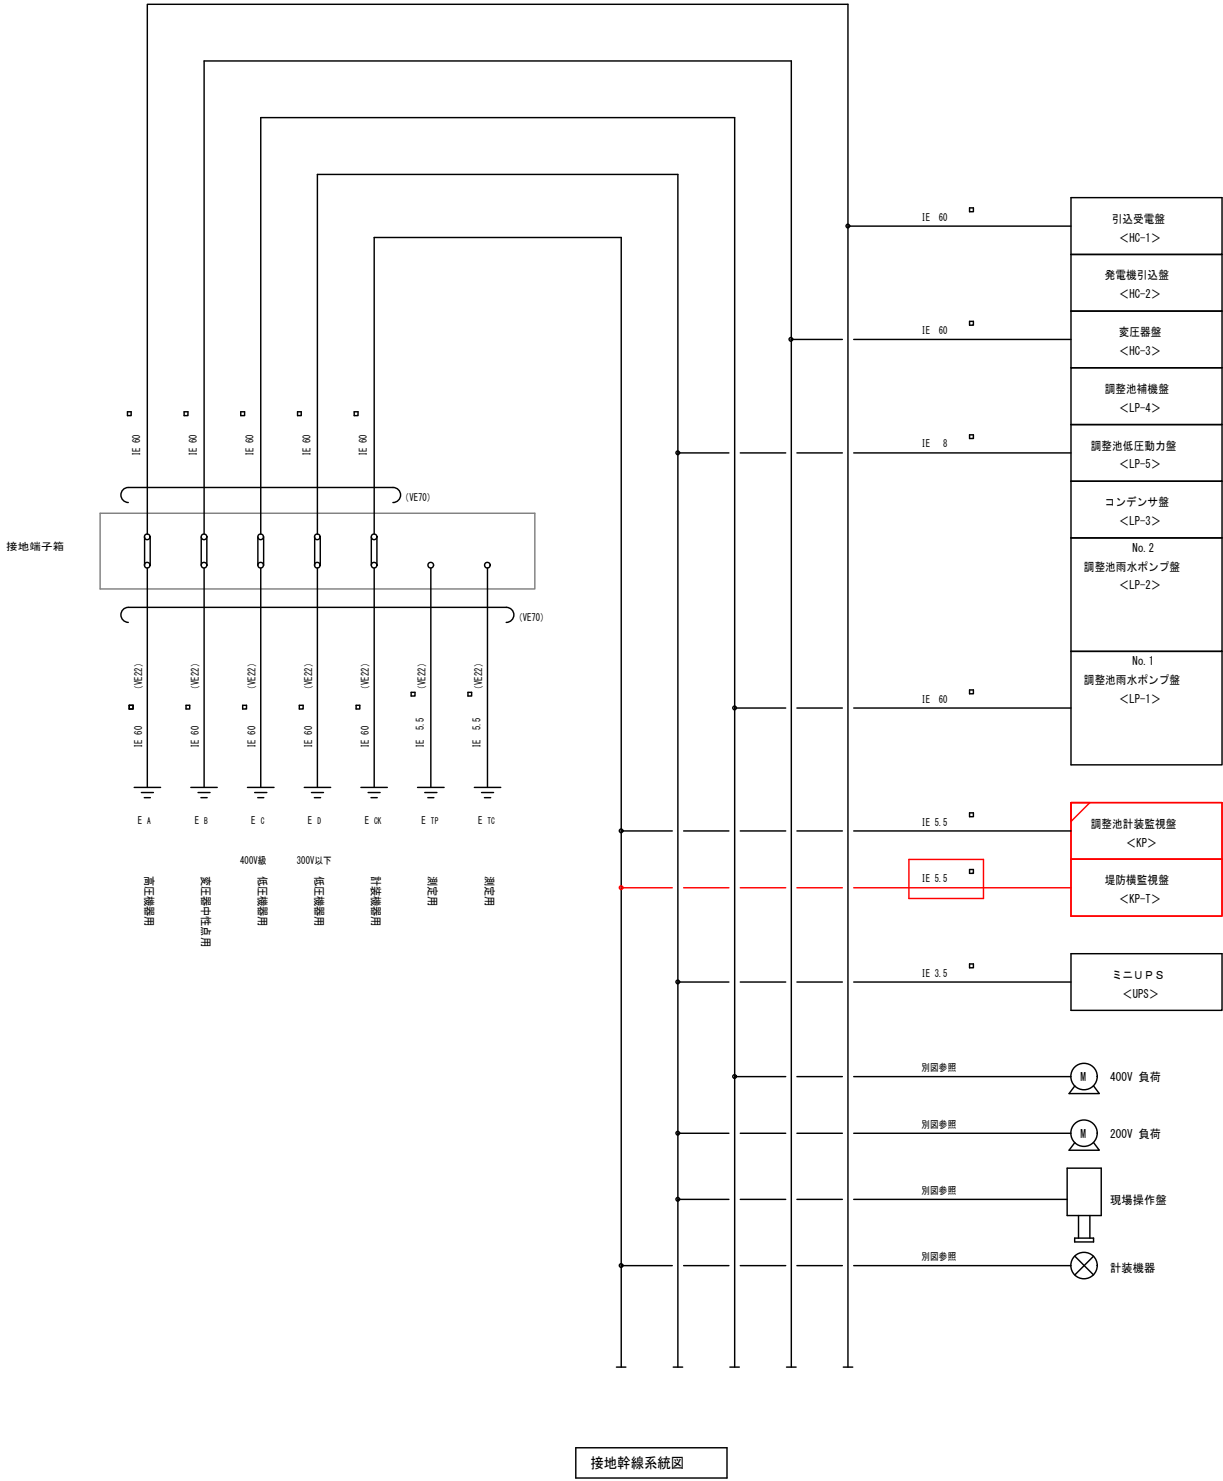 IE 60
引込受電盤
<HC-1>
発電機引込盤
<HC-2>
IE 60
変圧器盤
<HC-3>
調整池補機盤
<LP-4>
IE 8
調整池低圧動力盤
<LP-5>
コンデンサ盤
<LP-3>
No.2
調整池雨水ポンプ盤
<LP-2>
No.1
調整池雨水ポンプ盤
<LP-1>
IE 60
IE 60
IE 60
IE 60
IE 60
IE 60
(VE70)
接地端子箱
(VE70)
(VE22)
(VE22)
(VE22)
(VE22)
(VE22)
(VE22)
(VE22)
IE 60
IE 60
IE 60
IE 60
IE 60
IE 5.5
IE 5.5
E A
E B
E C
E D
E CK
E TP
E TC
400V級
300V以下
高圧機器用
変圧器中性点用
低圧機器用
低圧機器用
計装機器用
測定用
測定用
IE 5.5
調整池計装監視盤
<KP>
IE 5.5
堤防横監視盤
<KP-T>
IE 3.5
ミニUPS
<UPS>
別図参照
M
400V 負荷
別図参照
M
200V 負荷
別図参照
現場操作盤
別図参照
計装機器
接地幹線系統図